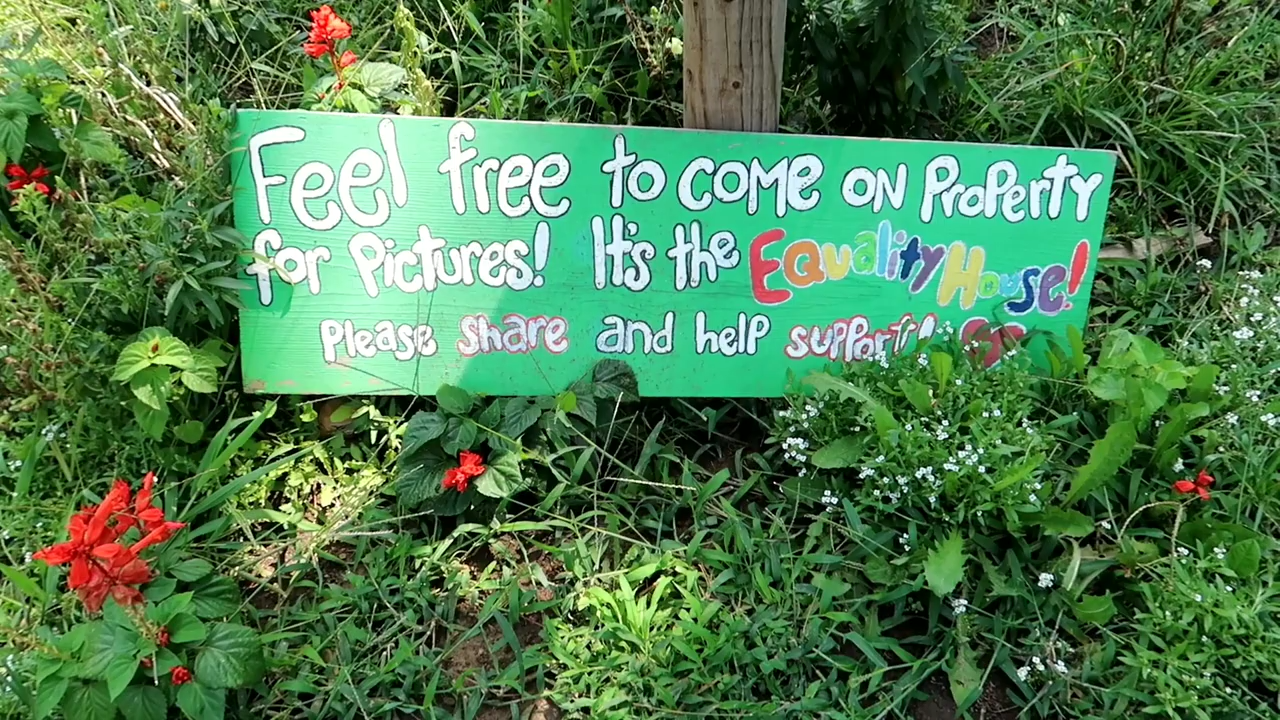 Feel free to come on Property
for Pictures! It's the Equality House!
Please share and help support!